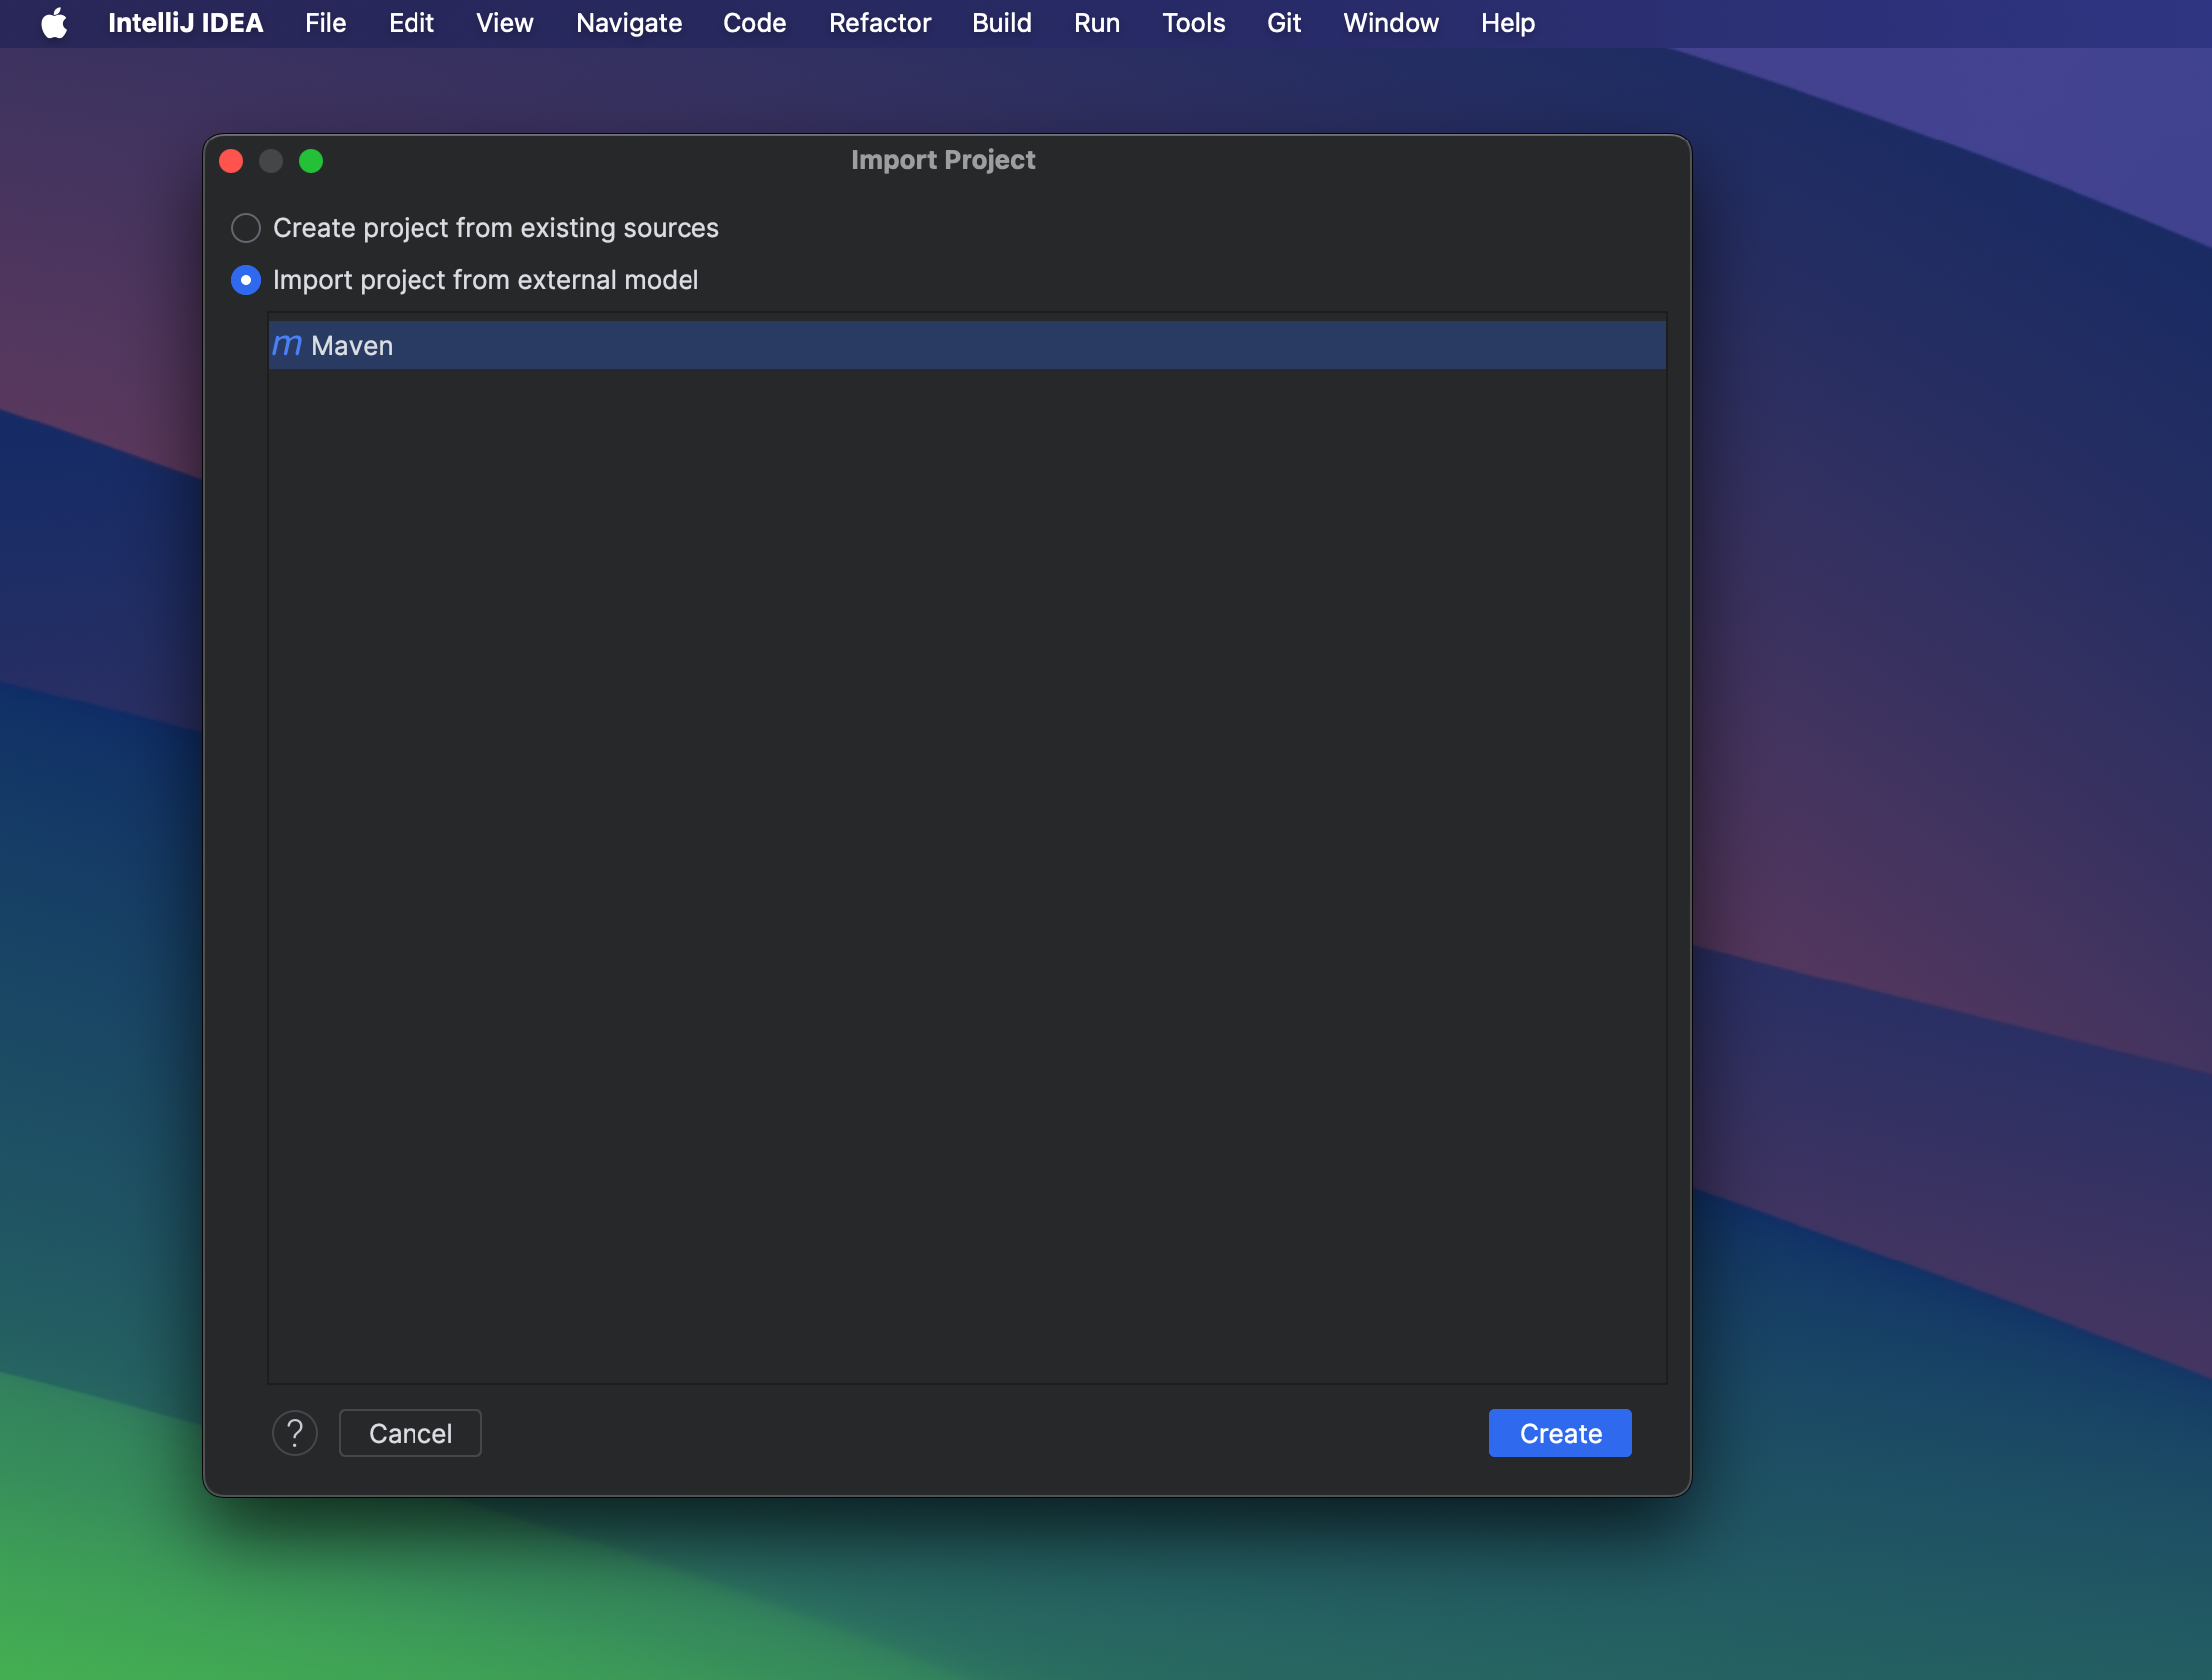 IntelliJ IDEA File Edit View Navigate Code Refactor Build Run Tools Git Window Help
Import Project
Create project from existing sources
Import project from external model
m Maven
? Cancel Create